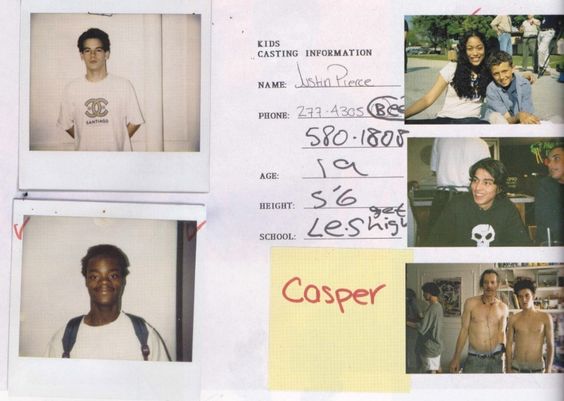 KIDS
CASTING INFORMATION
NAME: Justin Pierce
PHONE: 277-4305 Bee
580-1808
AGE: 19
HEIGHT: 5'6
get
SCHOOL: Le.s high
Casper
SANTIAGO